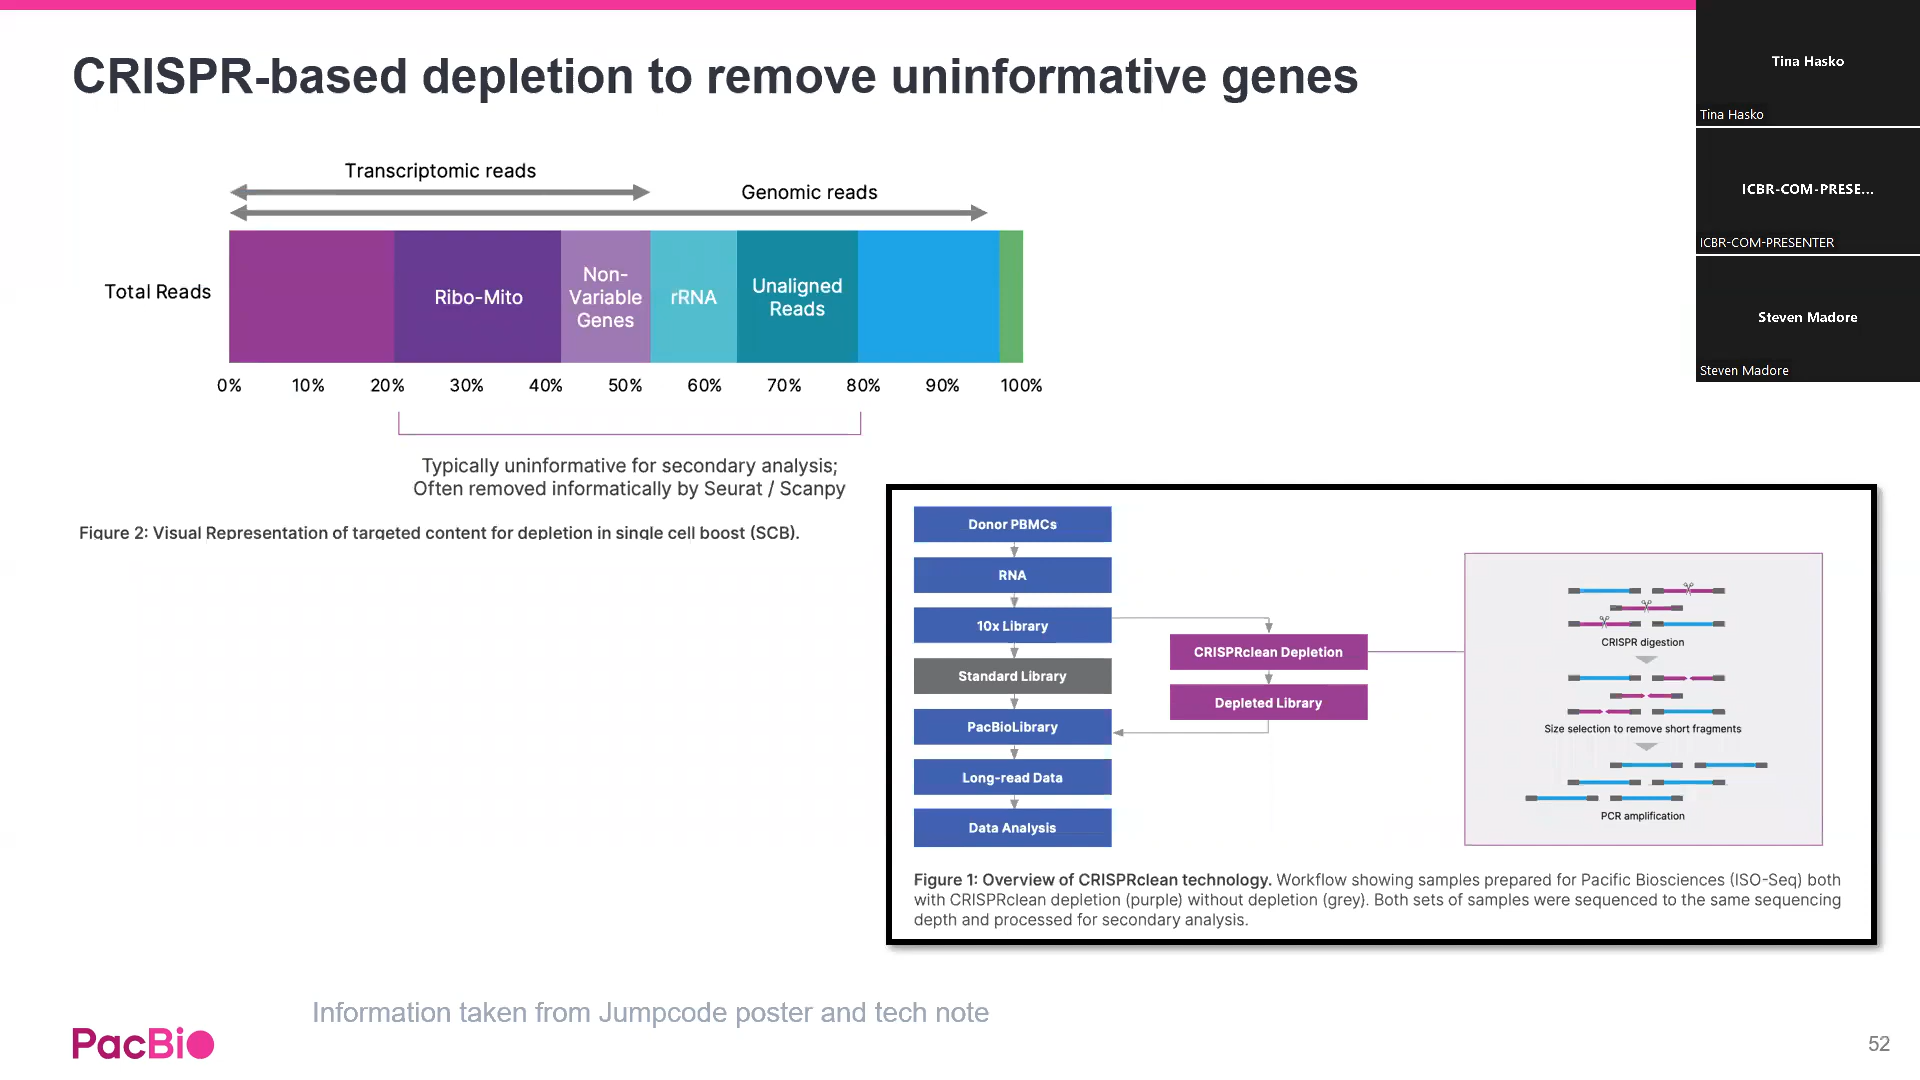 CRISPR-based depletion to remove uninformative genes
Transcriptomic reads
Genomic reads
Total Reads
Ribo-Mito
Non-
Variable
Genes
rRNA
Unaligned
Reads
0% 10% 20% 30% 40% 50% 60% 70% 80% 90% 100%
Typically uninformative for secondary analysis;
Often removed informatically by Seurat / Scanpy
Figure 2: Visual Representation of targeted content for depletion in single cell boost (SCB).
Donor PBMCs
RNA
10x Library
Standard Library
PacBioLibrary
Long-read Data
Data Analysis
CRISPRclean Depletion
Depleted Library
CRISPR digestion
Size selection to remove short fragments
PCR amplification
Figure 1: Overview of CRISPRclean technology. Workflow showing samples prepared for Pacific Biosciences (ISO-Seq) both
with CRISPRclean depletion (purple) without depletion (grey). Both sets of samples were sequenced to the same sequencing
depth and processed for secondary analysis.
Information taken from Jumpcode poster and tech note
PacBio
52
Tina Hasko
Tina Hasko
ICBR-COM-PRESE...
ICBR-COM-PRESENTER
Steven Madore
Steven Madore